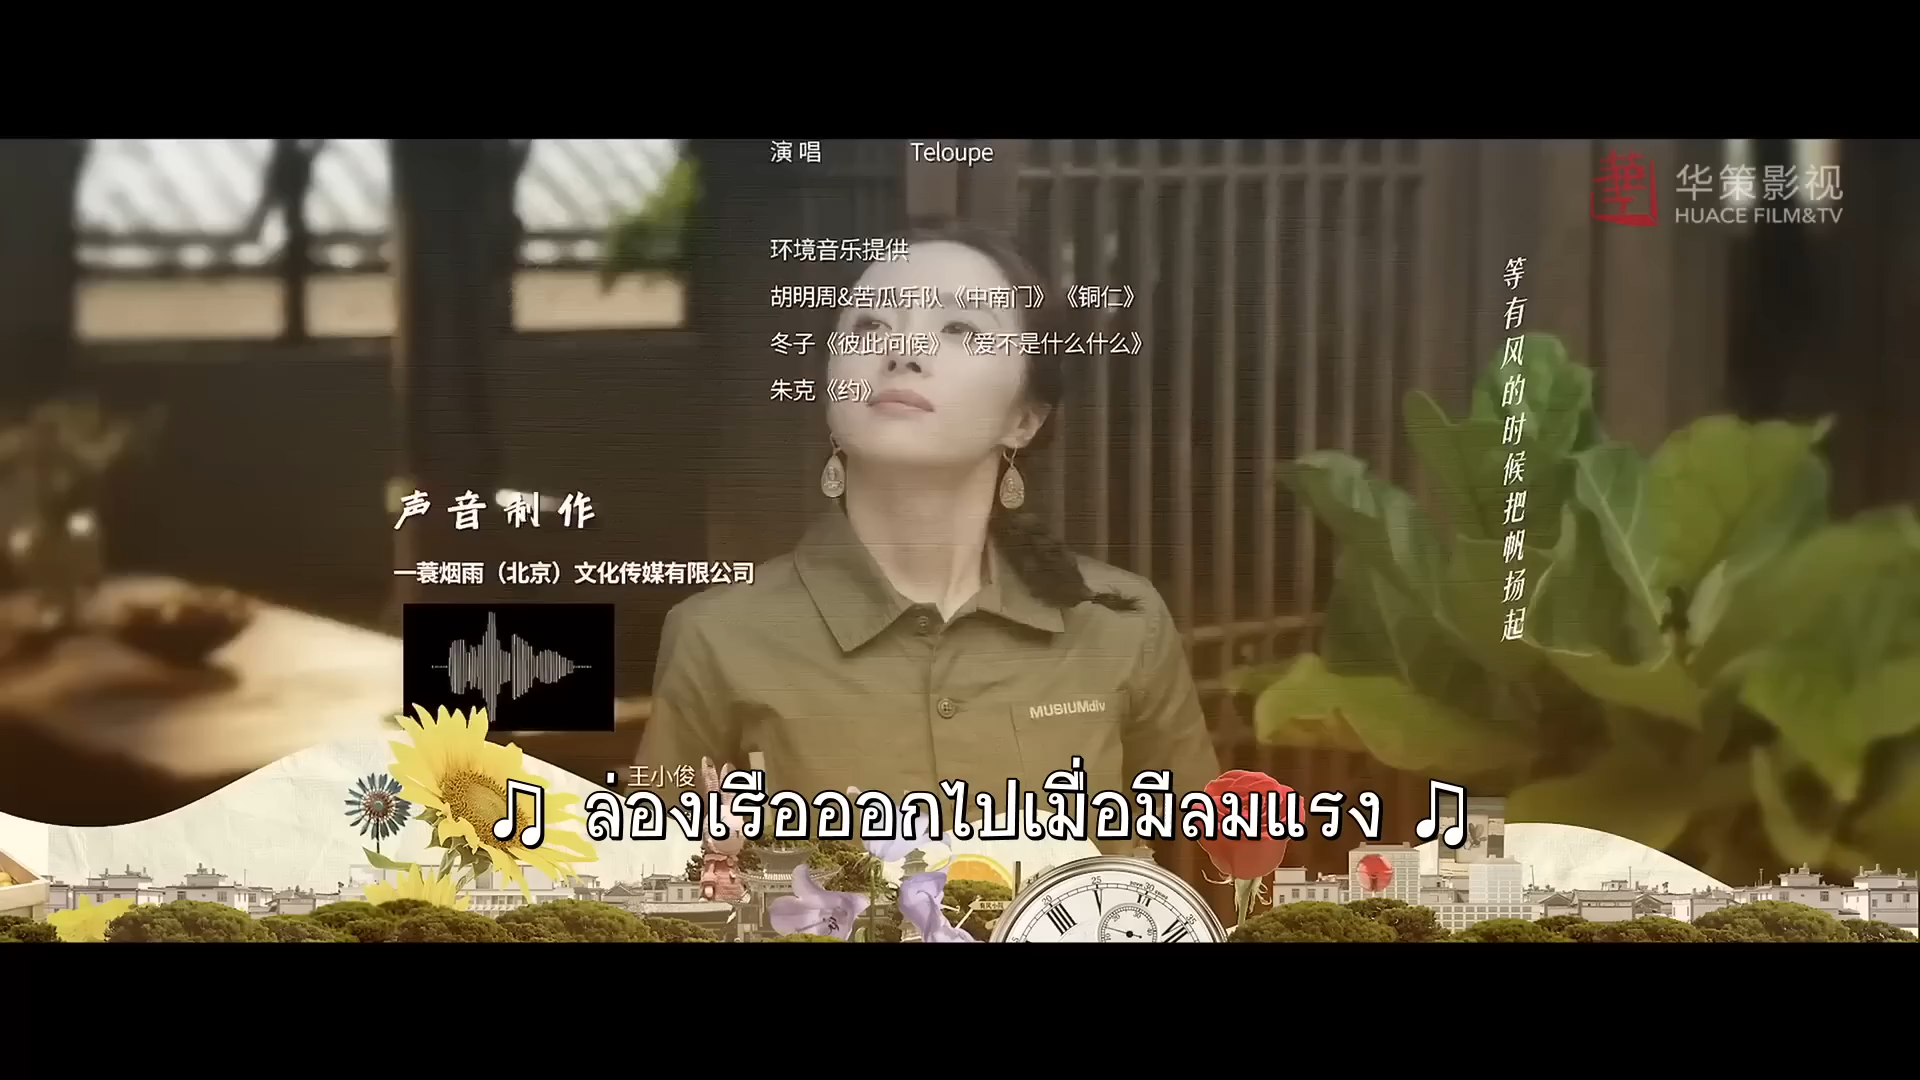 演唱 Teloupe
华策影视
HUACE FILM&TV
环境音乐提供
胡明周&苦瓜乐队《中南门》《铜仁》
冬子《彼此问候》《爱不是什么什么》
朱克《约》
等有风的时候把帆扬起
声音制作
一蓑烟雨（北京）文化传媒有限公司
MUSIUMdiv
王小俊
♫ ล่องเรือออกไปเมื่อมีลมแรง ♫